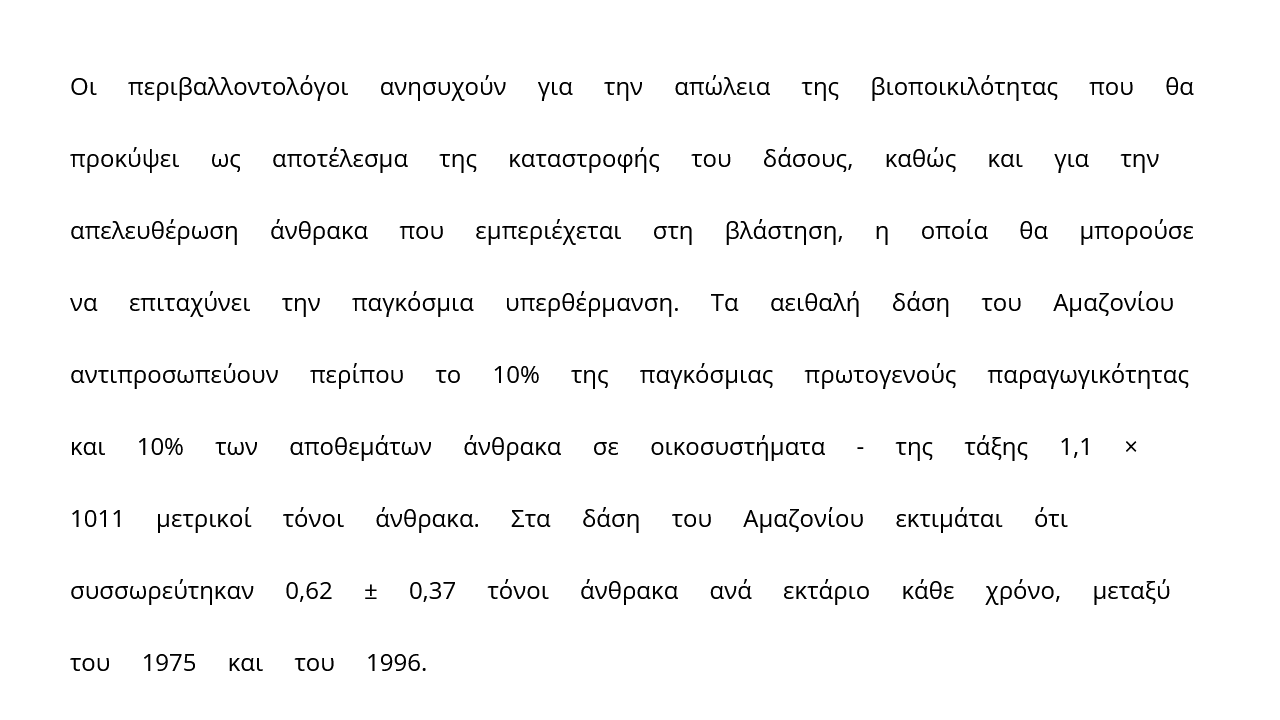 Οι περιβαλλοντολόγοι ανησυχούν για την απώλεια της βιοποικιλότητας που θα
προκύψει ως αποτέλεσμα της καταστροφής του δάσους, καθώς και για την
απελευθέρωση άνθρακα που εμπεριέχεται στη βλάστηση, η οποία θα μπορούσε
να επιταχύνει την παγκόσμια υπερθέρμανση. Τα αειθαλή δάση του Αμαζονίου
αντιπροσωπεύουν περίπου το 10% της παγκόσμιας πρωτογενούς παραγωγικότητας
και 10% των αποθεμάτων άνθρακα σε οικοσυστήματα - της τάξης 1,1 ×
1011 μετρικοί τόνοι άνθρακα. Στα δάση του Αμαζονίου εκτιμάται ότι
συσσωρεύτηκαν 0,62 ± 0,37 τόνοι άνθρακα ανά εκτάριο κάθε χρόνο, μεταξύ
του 1975 και του 1996.